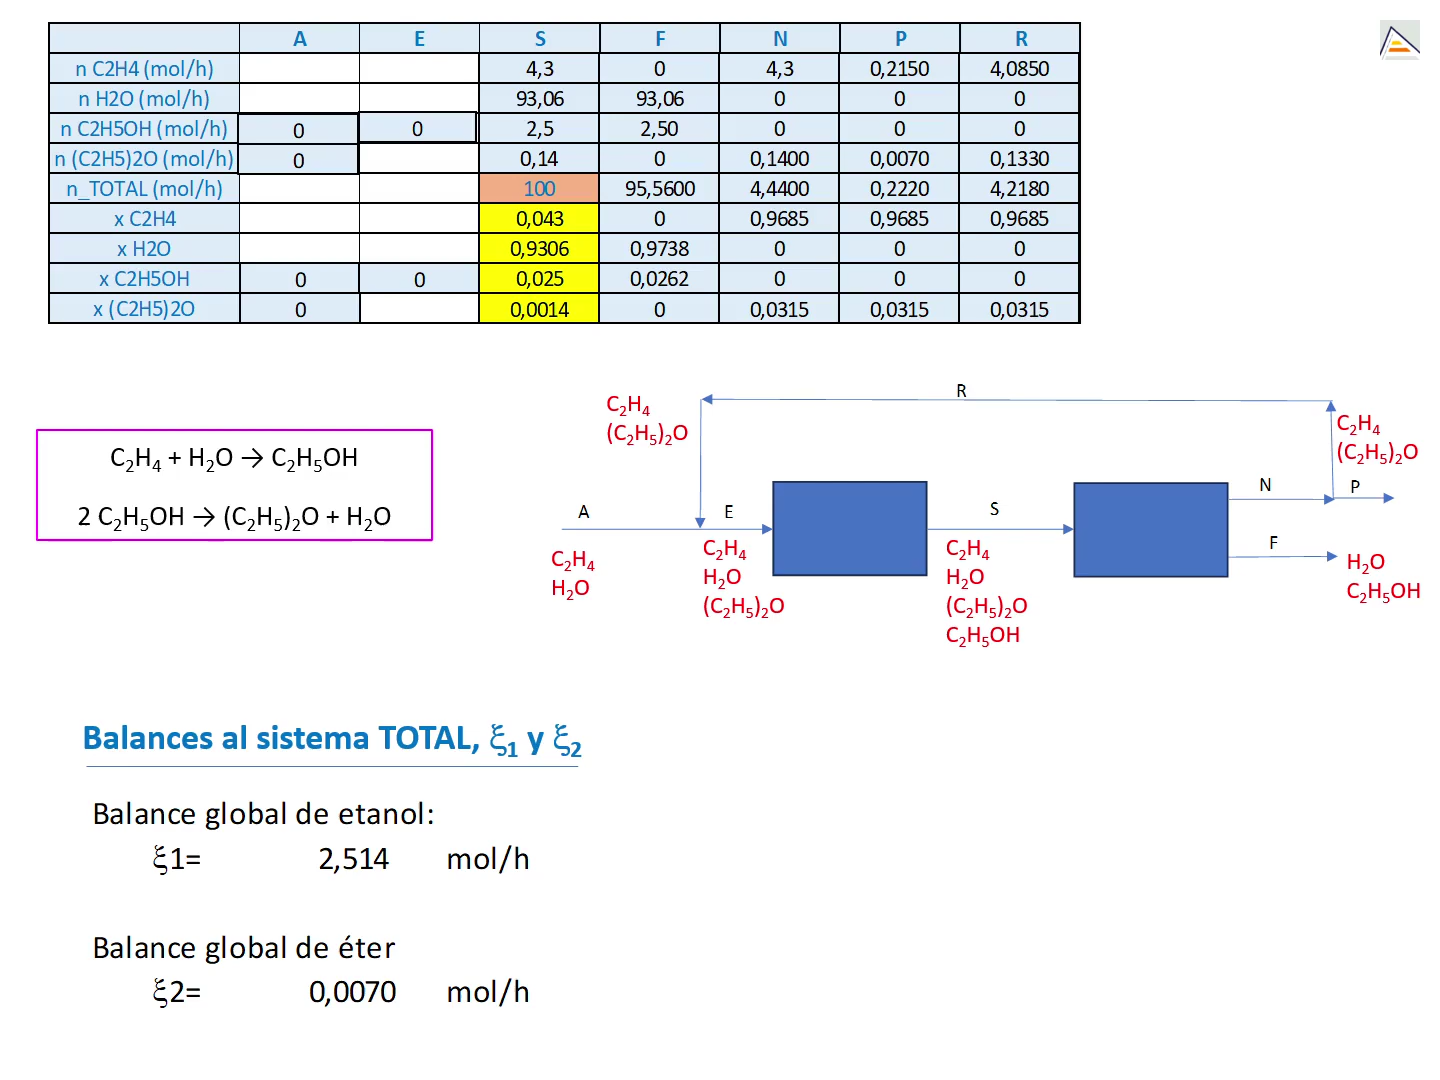 A E S F N P R
n C2H4 (mol/h) 4,3 0 4,3 0,2150 4,0850
n H2O (mol/h) 93,06 93,06 0 0 0
n C2H5OH (mol/h) 0 0 2,5 2,50 0 0 0
n (C2H5)2O (mol/h) 0 0,14 0 0,1400 0,0070 0,1330
n_TOTAL (mol/h) 100 95,5600 4,4400 0,2220 4,2180
x C2H4 0,043 0 0,9685 0,9685 0,9685
x H2O 0,9306 0,9738 0 0 0
x C2H5OH 0 0 0,025 0,0262 0 0 0
x (C2H5)2O 0 0,0014 0 0,0315 0,0315 0,0315
C₂H₄ + H₂O → C₂H₅OH
2 C₂H₅OH → (C₂H₅)₂O + H₂O
R
C₂H₄
(C₂H₅)₂O
C₂H₄
(C₂H₅)₂O
A
E
S
N
P
F
C₂H₄
H₂O
C₂H₄
H₂O
(C₂H₅)₂O
C₂H₄
H₂O
(C₂H₅)₂O
C₂H₅OH
H₂O
C₂H₅OH
Balances al sistema TOTAL, ξ₁ y ξ₂
Balance global de etanol:
ξ1= 2,514 mol/h
Balance global de éter
ξ2= 0,0070 mol/h